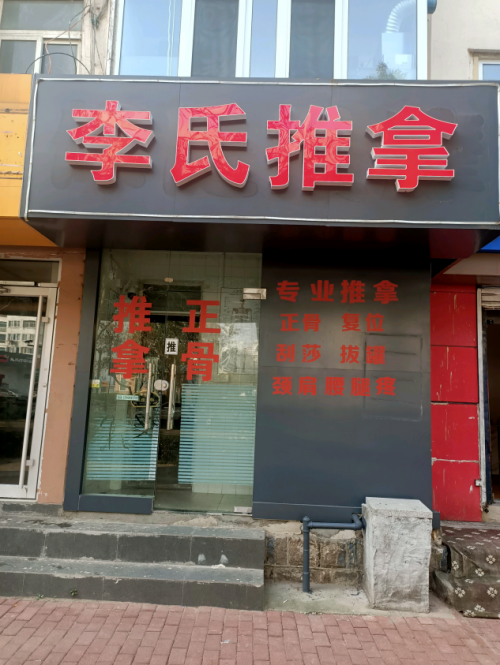 李氏推拿
推拿
正骨
推
专业推拿
正骨 复位
刮莎 拔罐
颈肩腰腿疼